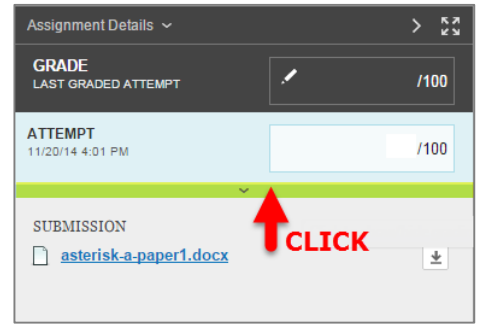 Assignment Details
GRADE
LAST GRADED ATTEMPT
/100
ATTEMPT
11/20/14 4:01 PM
/100
CLICK
SUBMISSION
asterisk-a-paper1.docx